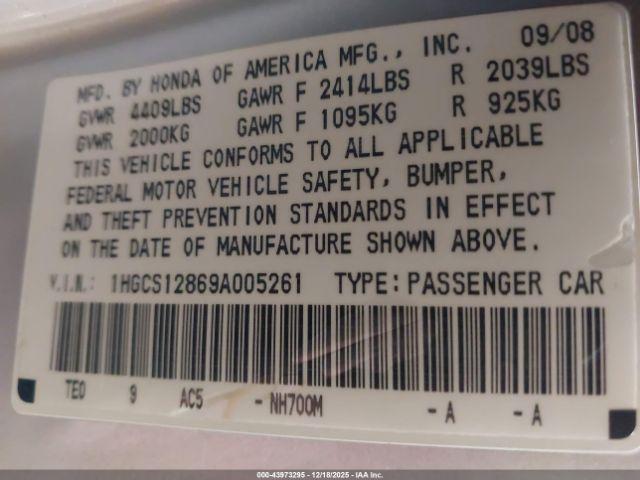 MFD. BY HONDA OF AMERICA MFG., INC. 09/08
GVWR 4409LBS GAWR F 2414LBS R 2039LBS
GVWR 2000KG GAWR F 1095KG R 925KG
THIS VEHICLE CONFORMS TO ALL APPLICABLE
FEDERAL MOTOR VEHICLE SAFETY, BUMPER,
AND THEFT PREVENTION STANDARDS IN EFFECT
ON THE DATE OF MANUFACTURE SHOWN ABOVE.
V.I.N.: 1HGCS12869A005261 TYPE: PASSENGER CAR
TE0 9 AC5 - NH700M - A - A
000-43973295 - 12/18/2025 - IAA Inc.